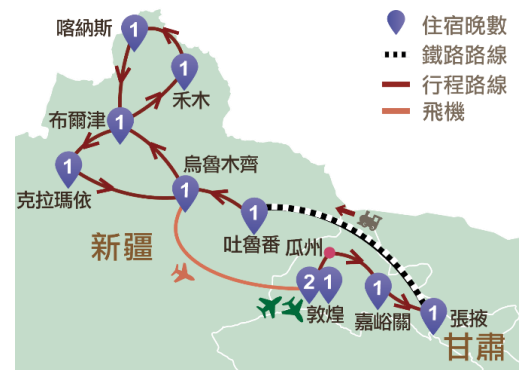 住宿晚數
鐵路路線
行程路線
飛機
喀納斯
1
禾木
1
布爾津
1
克拉瑪依
1
烏魯木齊
1
吐魯番
1
新疆
瓜州
敦煌
2 1
嘉峪關
1
張掖
1
甘肅